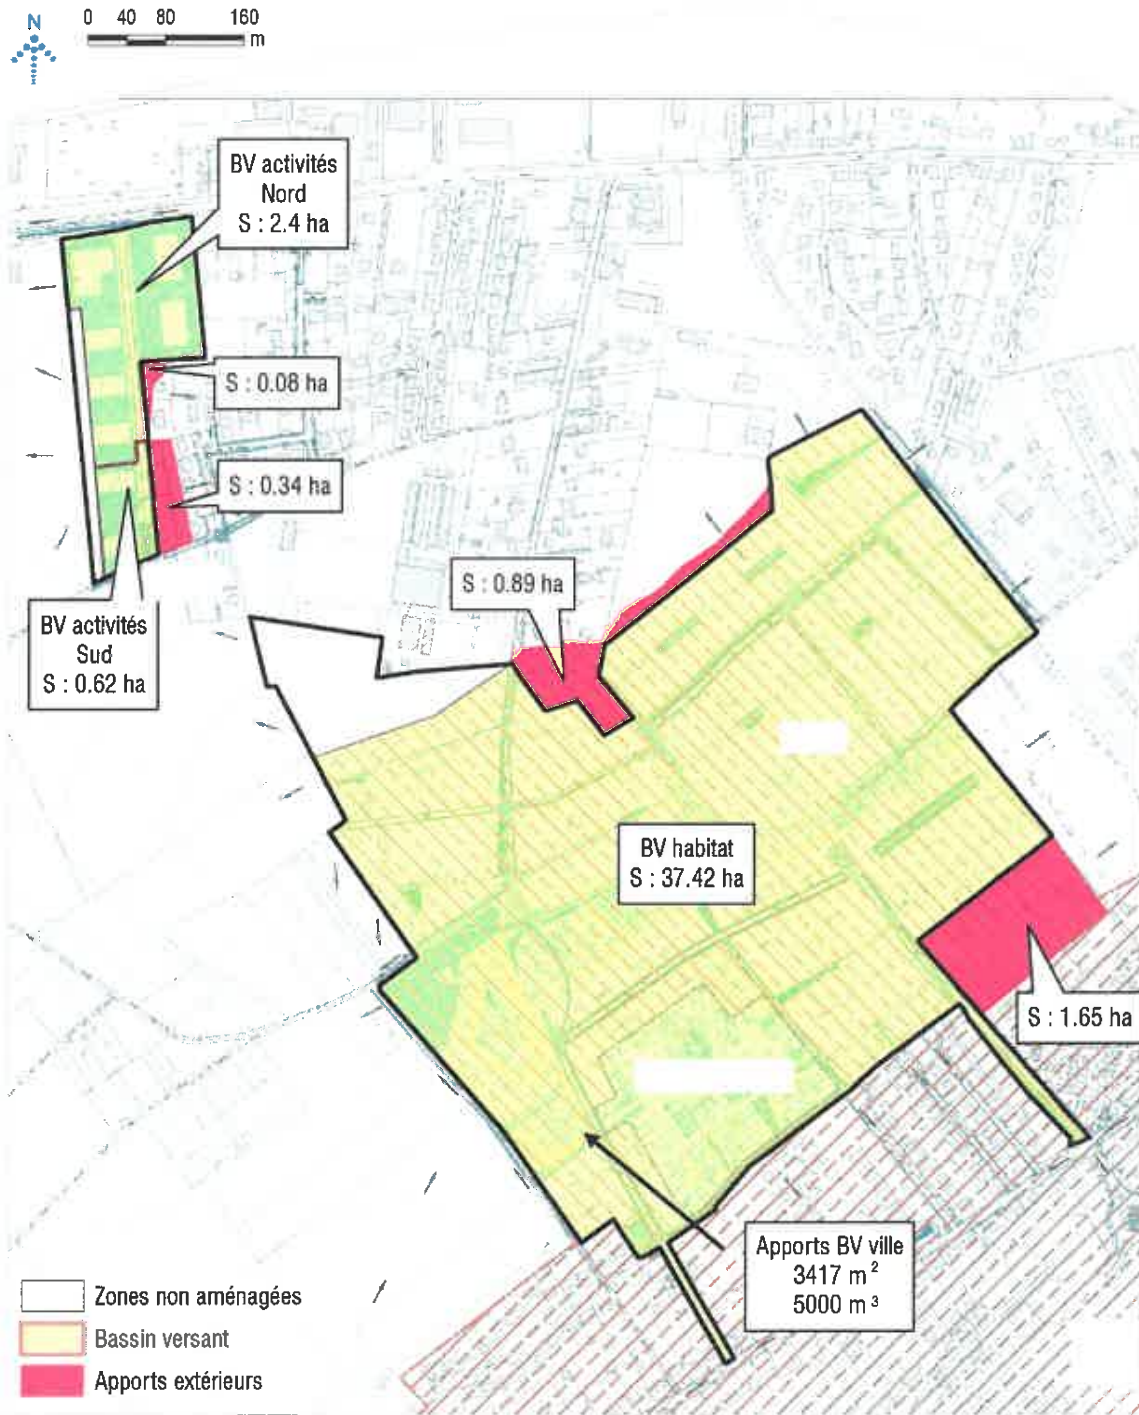 N
0 40 80 160
m
BV activités
Nord
S : 2.4 ha
S : 0.08 ha
S : 0.34 ha
S : 0.89 ha
BV activités
Sud
S : 0.62 ha
BV habitat
S : 37.42 ha
S : 1.65 ha
Apports BV ville
3417 m²
5000 m³
Zones non aménagées
Bassin versant
Apports extérieurs